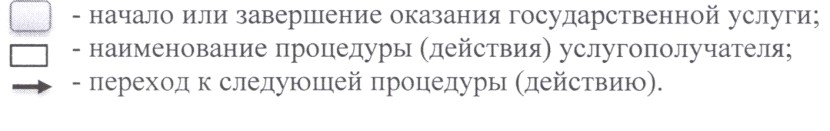 - начало или завершение оказания государственной услуги;
- наименование процедуры (действия) услугополучателя;
- переход к следующей процедуры (действию).